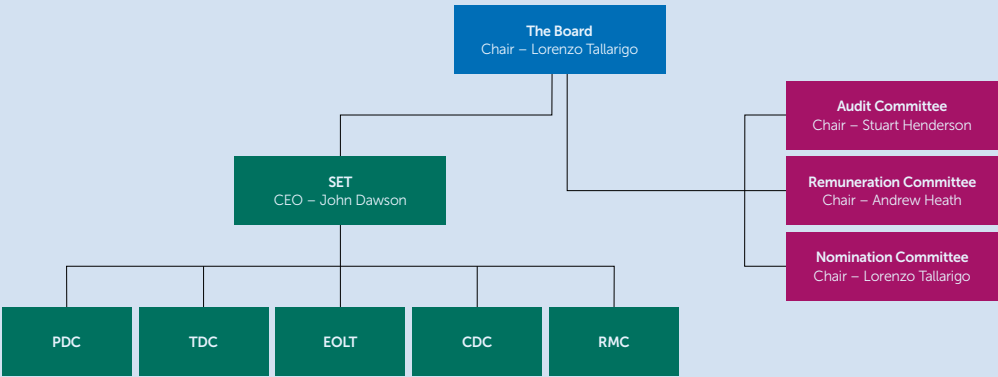 The Board
Chair – Lorenzo Tallarigo
Audit Committee
Chair – Stuart Henderson
SET
CEO – John Dawson
Remuneration Committee
Chair – Andrew Heath
Nomination Committee
Chair – Lorenzo Tallarigo
PDC
TDC
EOLT
CDC
RMC